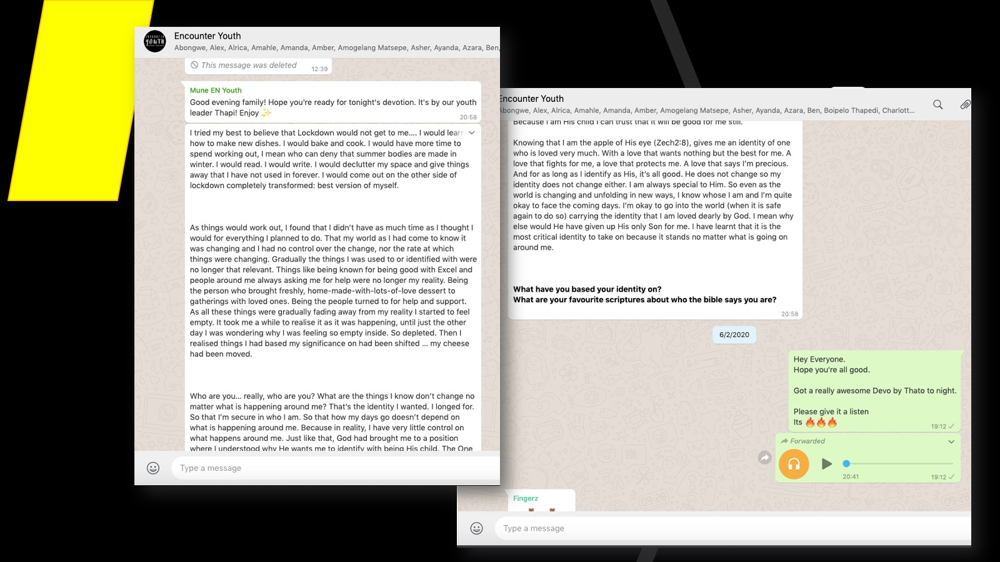 Encounter Youth
Abongwe, Alex, Alrica, Amahle, Amanda, Amber, Amogelang Matsepe, Asher, Ayanda, Azara, Ben,
This message was deleted
12:39
Mune EN Youth
Good evening family! Hope you're ready for tonight's devotion. It's by our youth
leader Thapi! Enjoy ✨
20:58
I tried my best to believe that Lockdown would not get to me.... I would learn
how to make new dishes. I would bake and cook. I would have more time to
spend working out, I mean who can deny that summer bodies are made in
winter. I would read. I would write. I would declutter my space and give things
away that I have not used in forever. I would come out on the other side of
lockdown completely transformed: best version of myself.
As things would work out, I found that I didn’t have as much time as I thought I
would for everything I planned to do. That my world as I had come to know it
was changing and I had no control over the change, nor the rate at which
things were changing. Gradually the things I was used to or identified with were
no longer that relevant. Things like being known for being good with Excel and
people around me always asking me for help were no longer my reality. Being
the person who brought freshly, home-made-with-lots-of-love dessert to
gatherings with loved ones. Being the people turned to for help and support.
As all these things were gradually fading away from my reality I started to feel
empty. It took me a while to realise it as it was happening, until just the other
day I was wondering why I was feeling so empty inside. So depleted. Then I
realised things I had based my significance on had been shifted ... my cheese
had been moved.
Who are you... really, who are you? What are the things I know don’t change no
matter what is happening around me? That’s the identity I wanted. I longed for.
So that I’m secure in who I am. So that how my days go doesn’t depend on
what is happening around me. Because in reality, I have very little control on
what happens around me. Just like that, God had brought me to a position
where I understood why He wants me to identify with being His child. The One
Type a message
Encounter Youth
Abongwe, Alex, Alrica, Amahle, Amanda, Amber, Amogelang Matsepe, Asher, Ayanda, Azara, Ben, Boipelo Thapedi, Charlott...
Because I am His child I can trust that it will be good for me still.
Knowing that I am the apple of His eye (Zech2:8), gives me an identity of one
who is loved very much. With a love that wants nothing but the best for me. A
love that fights for me, a love that protects me. A love that says I’m precious.
And for as long as I identify as His, it’s all good. He does not change so my
identity does not change either. I am always special to Him. So even as the
world is changing and unfolding in new ways, I know whose I am and I’m quite
okay to face the coming days. I’m okay to go into the world (when it is safe
again to do so) carrying the identity that I am loved dearly by God. I mean why
else would He have given up His only Son for me. I have learnt that it is the
most critical identity to take on because it stands no matter what is going on
around me.
What have you based your identity on?
What are your favourite scriptures about who the bible says you are?
20:58
6/2/2020
Hey Everyone.
Hope you're all good.
Got a really awesome Devo by Thato to night.
Please give it a listen
Its 🔥🔥🔥
19:12
Forwarded
20:41
19:12
Fingerz
Type a message